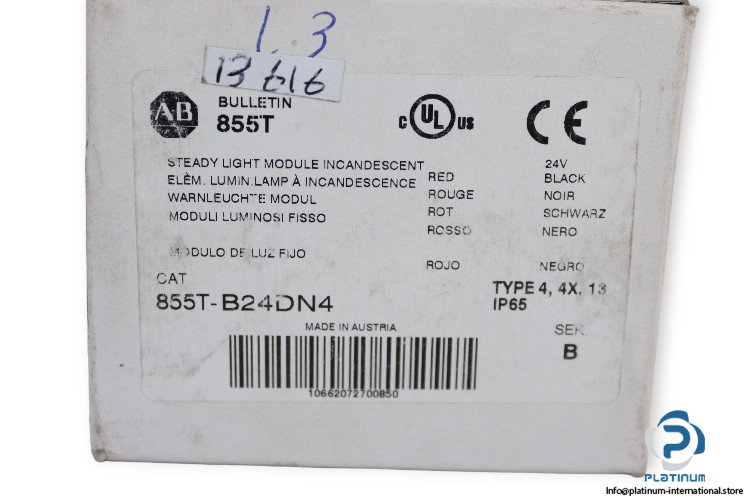 L3
13 616
AB
BULLETIN
855T
C UL US
CE
STEADY LIGHT MODULE INCANDESCENT
24V
ELÈM. LUMIN.LAMP À INCANDESCENCE
RED
BLACK
WARNLEUCHTE MODUL
ROUGE
NOIR
MODULI LUMINOSI FISSO
ROT
SCHWARZ
ROSSO
NERO
MODULO DE LUZ FIJO
ROJO
NEGRO
CAT
855T-B24DN4
TYPE 4, 4X, 13
IP65
MADE IN AUSTRIA
SER.
B
10662072700850
PLATINUM
Info@platinum-international.store